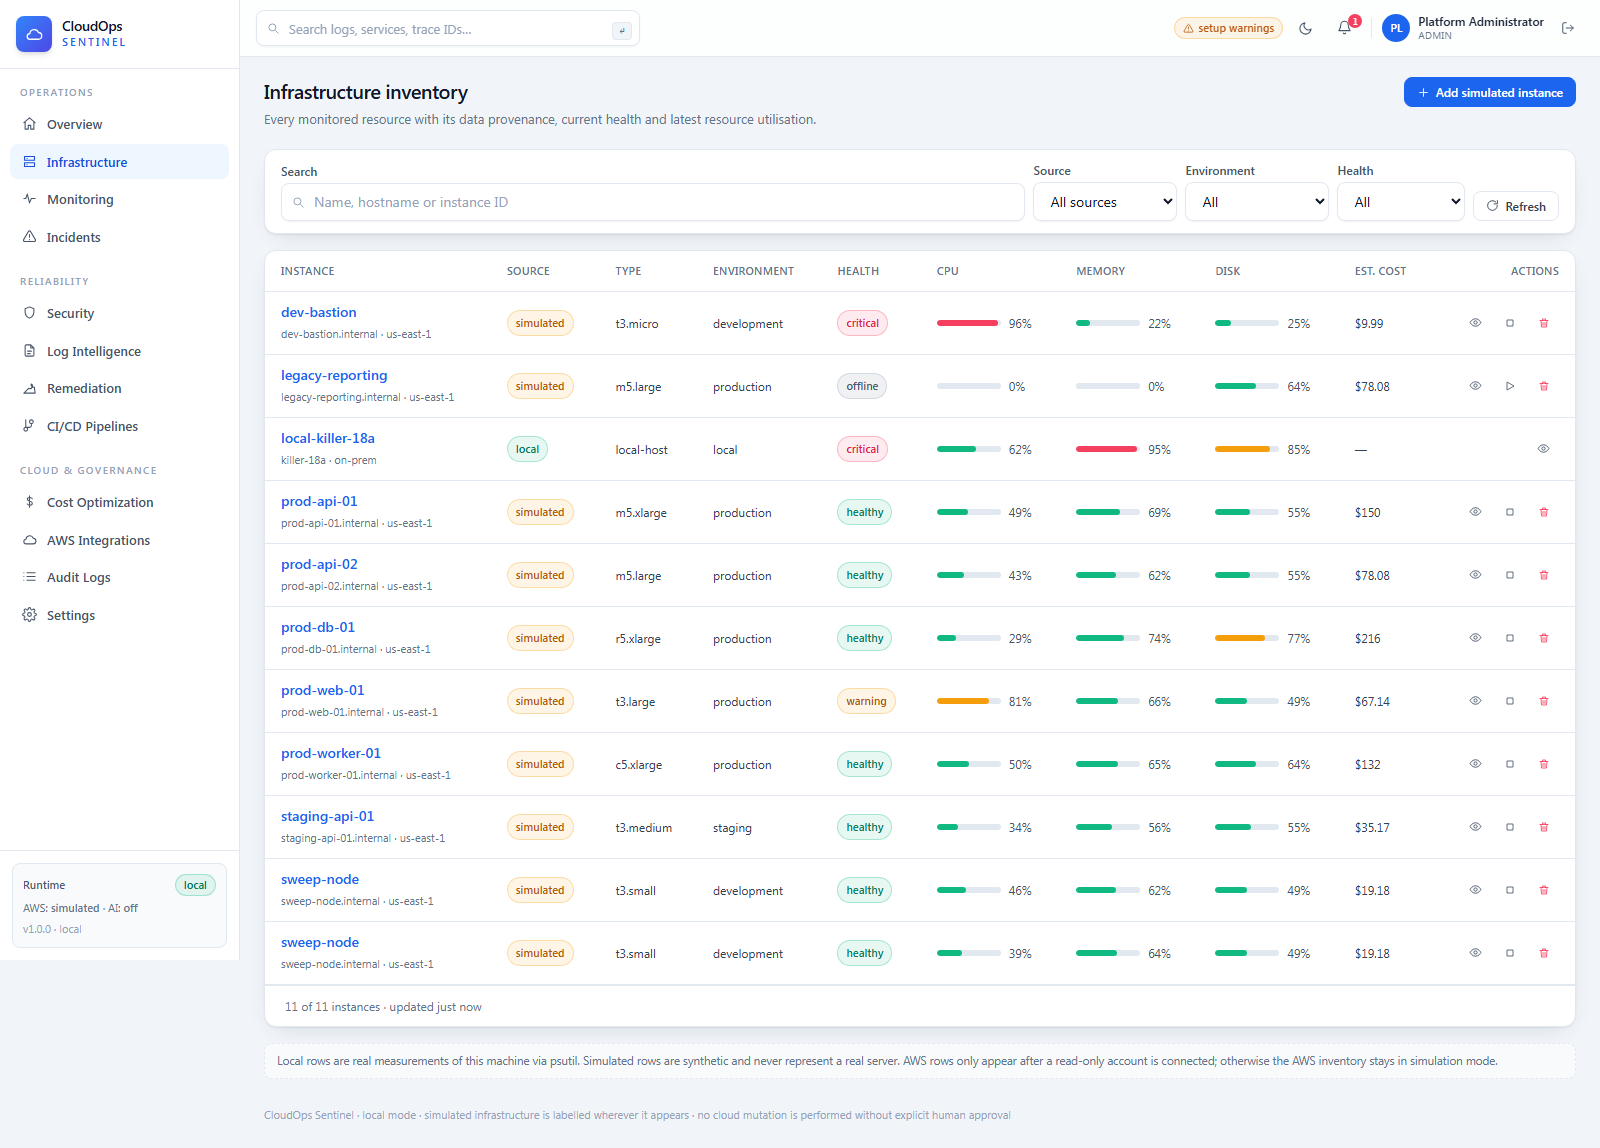 CloudOps
SENTINEL
Search logs, services, trace IDs...
setup warnings
1
PL
Platform Administrator
ADMIN
OPERATIONS
Overview
Infrastructure
Monitoring
Incidents
RELIABILITY
Security
Log Intelligence
Remediation
CI/CD Pipelines
CLOUD & GOVERNANCE
Cost Optimization
AWS Integrations
Audit Logs
Settings
Runtime local
AWS: simulated · AI: off
v1.0.0 · local
Infrastructure inventory
Add simulated instance
Every monitored resource with its data provenance, current health and latest resource utilisation.
Search Source Environment Health
Name, hostname or instance ID All sources All All Refresh
INSTANCE SOURCE TYPE ENVIRONMENT HEALTH CPU MEMORY DISK EST. COST ACTIONS
dev-bastion
dev-bastion.internal · us-east-1
simulated t3.micro development critical 96% 22% 25% $9.99
legacy-reporting
legacy-reporting.internal · us-east-1
simulated m5.large production offline 0% 0% 64% $78.08
local-killer-18a
killer-18a · on-prem
local local-host local critical 62% 95% 85% —
prod-api-01
prod-api-01.internal · us-east-1
simulated m5.xlarge production healthy 49% 69% 55% $150
prod-api-02
prod-api-02.internal · us-east-1
simulated m5.large production healthy 43% 62% 55% $78.08
prod-db-01
prod-db-01.internal · us-east-1
simulated r5.xlarge production healthy 29% 74% 77% $216
prod-web-01
prod-web-01.internal · us-east-1
simulated t3.large production warning 81% 66% 49% $67.14
prod-worker-01
prod-worker-01.internal · us-east-1
simulated c5.xlarge production healthy 50% 65% 64% $132
staging-api-01
staging-api-01.internal · us-east-1
simulated t3.medium staging healthy 34% 56% 55% $35.17
sweep-node
sweep-node.internal · us-east-1
simulated t3.small development healthy 46% 62% 49% $19.18
sweep-node
sweep-node.internal · us-east-1
simulated t3.small development healthy 39% 64% 49% $19.18
11 of 11 instances · updated just now
Local rows are real measurements of this machine via psutil. Simulated rows are synthetic and never represent a real server. AWS rows only appear after a read-only account is connected; otherwise the AWS inventory stays in simulation mode.
CloudOps Sentinel · local mode · simulated infrastructure is labelled wherever it appears · no cloud mutation is performed without explicit human approval